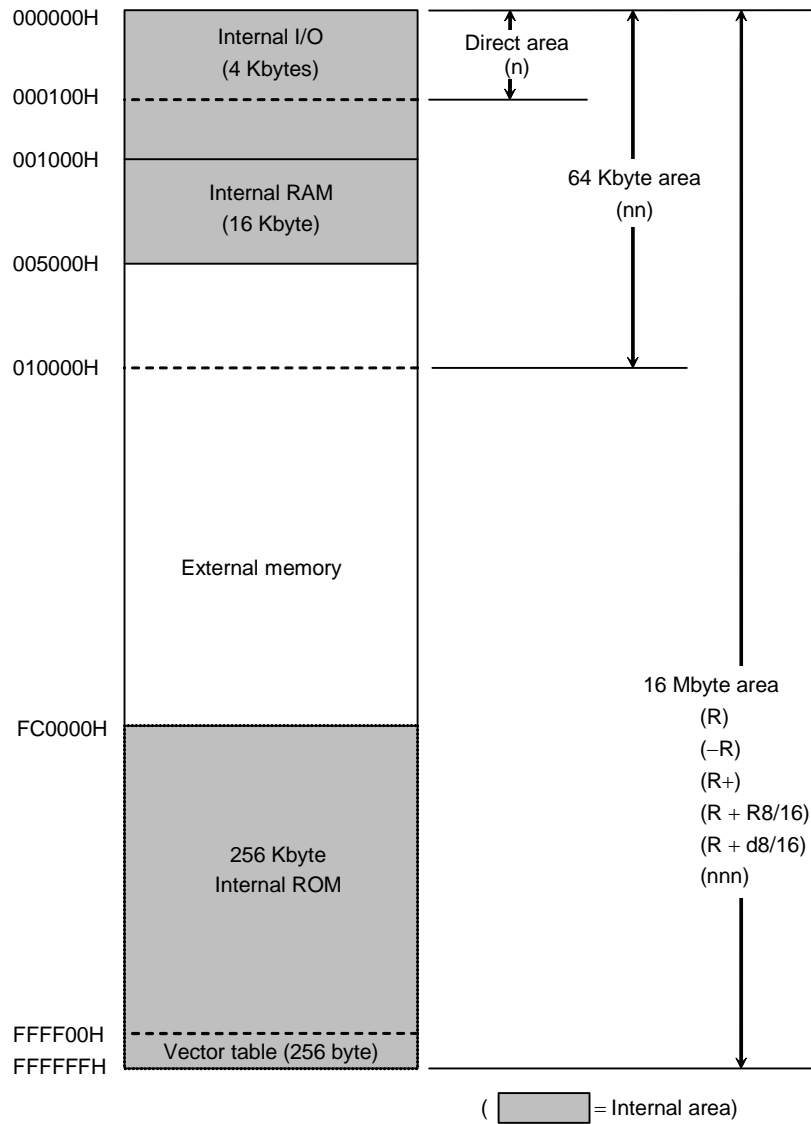 000000H
Internal I/O
(4 Kbytes)
Direct area
(n)
000100H
001000H
Internal RAM
(16 Kbyte)
64 Kbyte area
(nn)
005000H
010000H
External memory
16 Mbyte area
(R)
(−R)
(R+)
(R + R8/16)
(R + d8/16)
(nnn)
FC0000H
256 Kbyte
Internal ROM
FFFF00H
Vector table (256 byte)
FFFFFFH
( = Internal area)